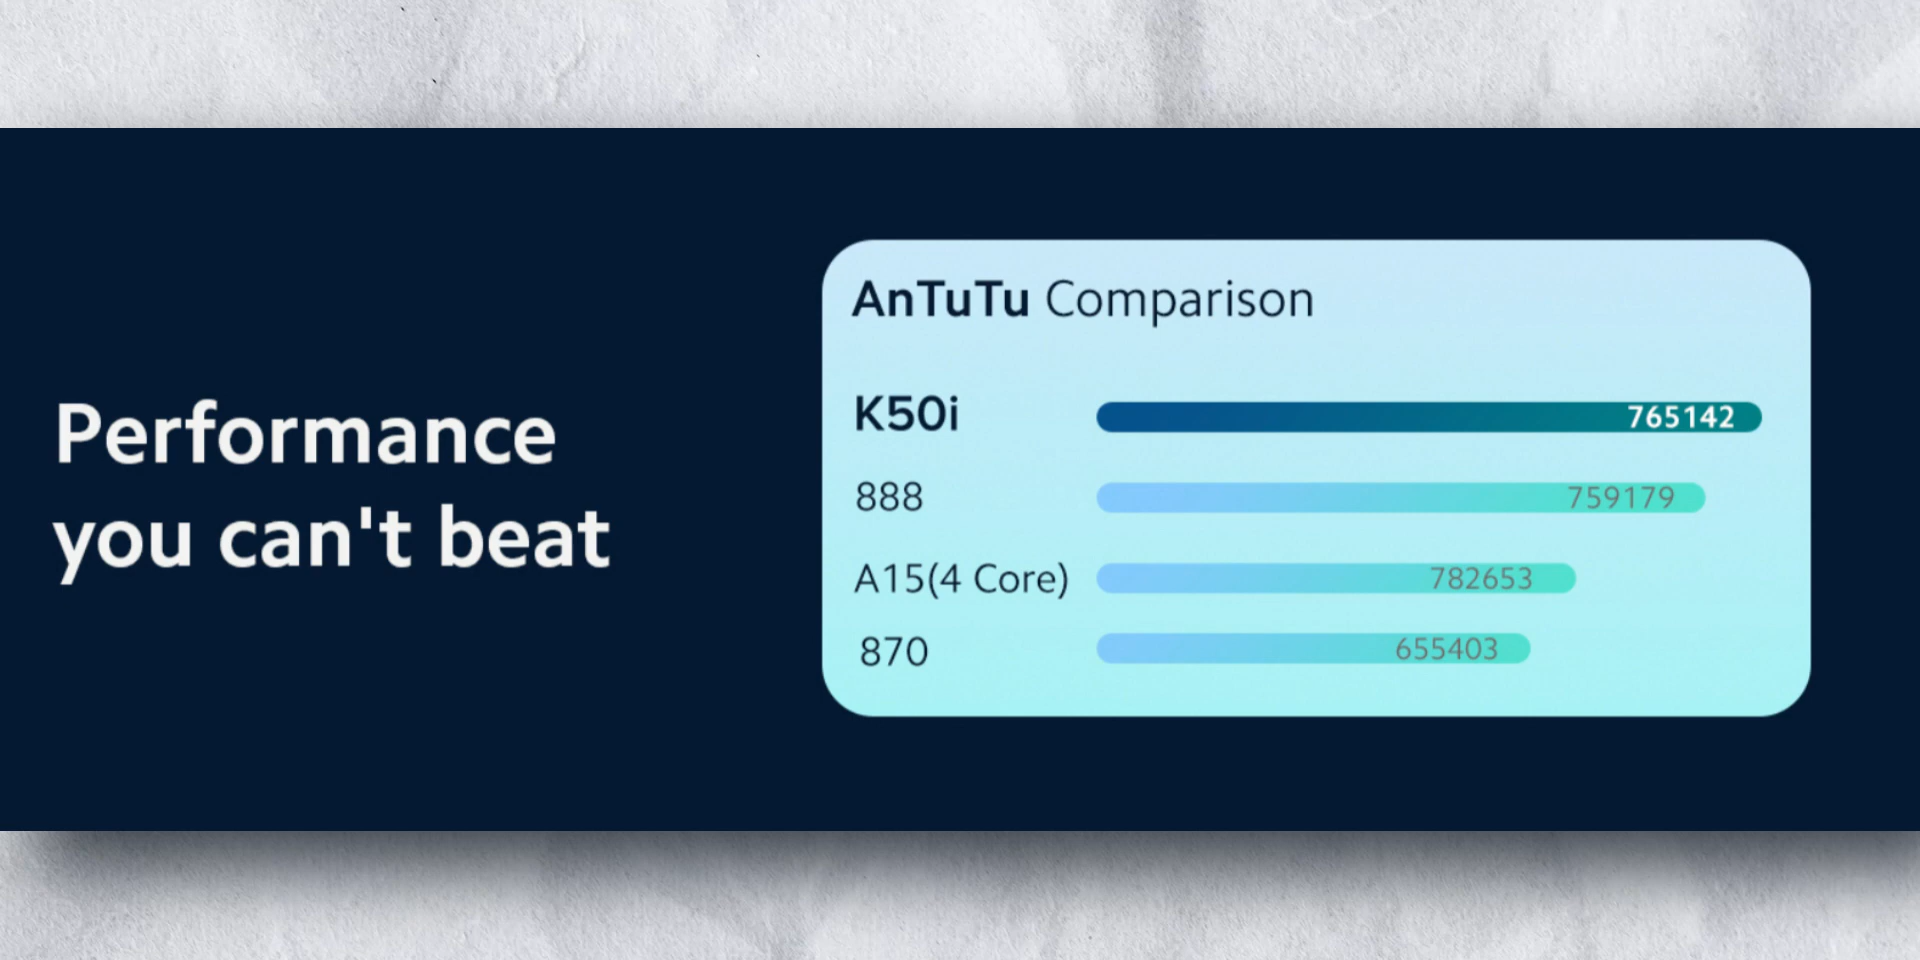 Performance
you can't beat
AnTuTu Comparison
K50i 765142
888 759179
A15(4 Core) 782653
870 655403